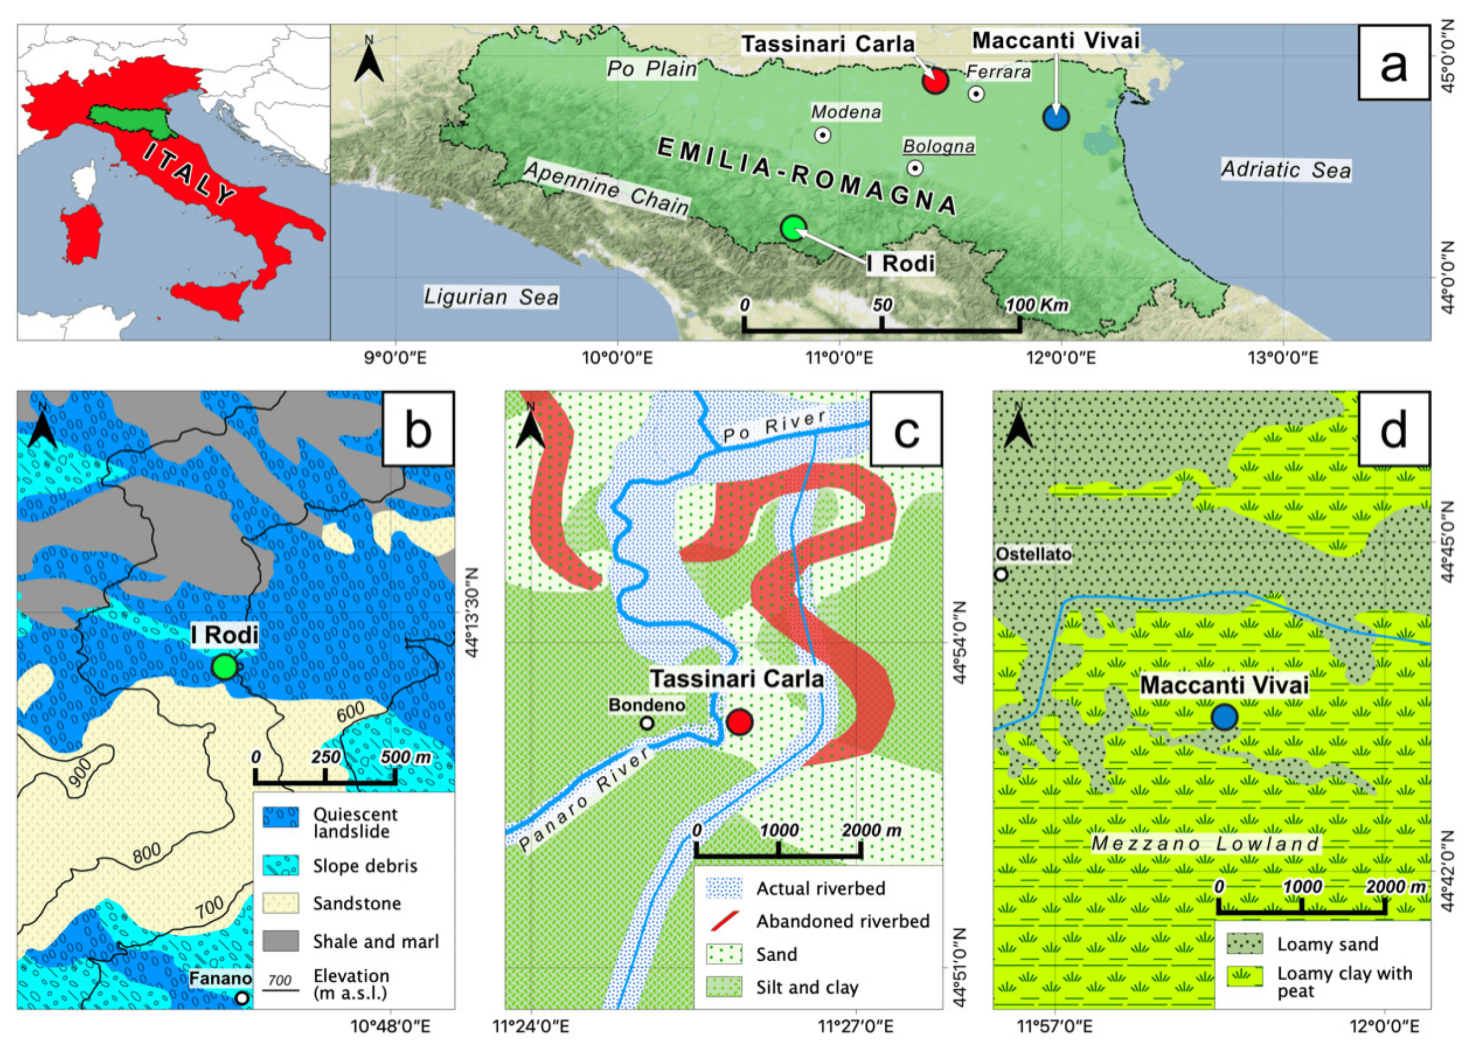 N
a
Tassinari Carla
Maccanti Vivai
Po Plain
Ferrara
Modena
Bologna
EMILIA-ROMAGNA
Apennine Chain
Adriatic Sea
I Rodi
Ligurian Sea
0 50 100 Km
ITALY
45°0'0"N
44°0'0"N
9°0'0"E 10°0'0"E 11°0'0"E 12°0'0"E 13°0'0"E
N
b
I Rodi
600
900
800
700
0 250 500 m
Quiescent
landslide
Slope debris
Sandstone
Shale and marl
700 Elevation
(m a.s.l.)
Fanano
44°13'30"N
10°48'0"E
N
c
Po River
Tassinari Carla
Bondeno
Panaro River
0 1000 2000 m
Actual riverbed
Abandoned riverbed
Sand
Silt and clay
44°54'0"N
44°51'0"N
11°24'0"E 11°27'0"E
N
d
Ostellato
Maccanti Vivai
Mezzano Lowland
0 1000 2000 m
Loamy sand
Loamy clay with
peat
44°45'0"N
44°42'0"N
11°57'0"E 12°0'0"E